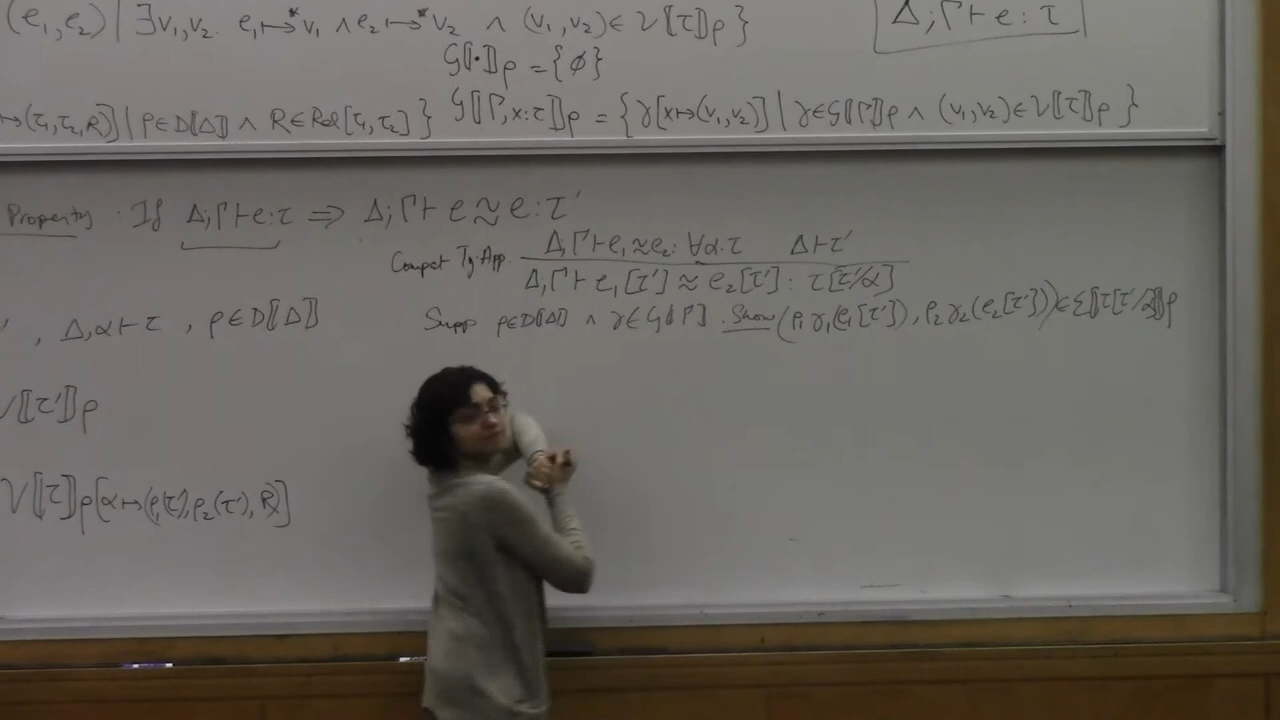 (e₁,e₂) | ∃v₁,v₂. e₁ ↦* v₁ ∧ e₂ ↦* v₂ ∧ (v₁,v₂) ∈ 𝒱⟦τ⟧ρ }
Δ;Γ ⊢ e : τ
𝒢⟦·⟧ρ = {∅}
↦(τ₁,τ₂,R)] | ρ∈D⟦Δ⟧ ∧ R∈Rel[τ₁,τ₂] }
𝒢⟦Γ,x:τ⟧ρ = {γ[x↦(v₁,v₂)] | γ∈𝒢⟦Γ⟧ρ ∧ (v₁,v₂)∈𝒱⟦τ⟧ρ }
Property : If Δ;Γ ⊢ e:τ ⇒ Δ;Γ ⊢ e ≈ e : τ
Compat Ty.App.
Δ,Γ ⊢ e₁ ≈ e₂ : ∀α.τ Δ ⊢ τ'
Δ,Γ ⊢ e₁[τ'] ≈ e₂[τ'] : τ[τ'/α]
, Δ,α ⊢ τ , ρ∈D⟦Δ⟧
Supp ρ∈D⟦Δ⟧ ∧ γ∈𝒢⟦Γ⟧ . Show (ρ₁γ₁(e₁[τ']), ρ₂γ₂(e₂[τ'])) ∈ ℰ⟦τ[τ'/α]⟧ρ
𝒱⟦τ'⟧ρ
𝒱⟦τ⟧ρ[α↦(ρ₁(τ'),ρ₂(τ'),R)]